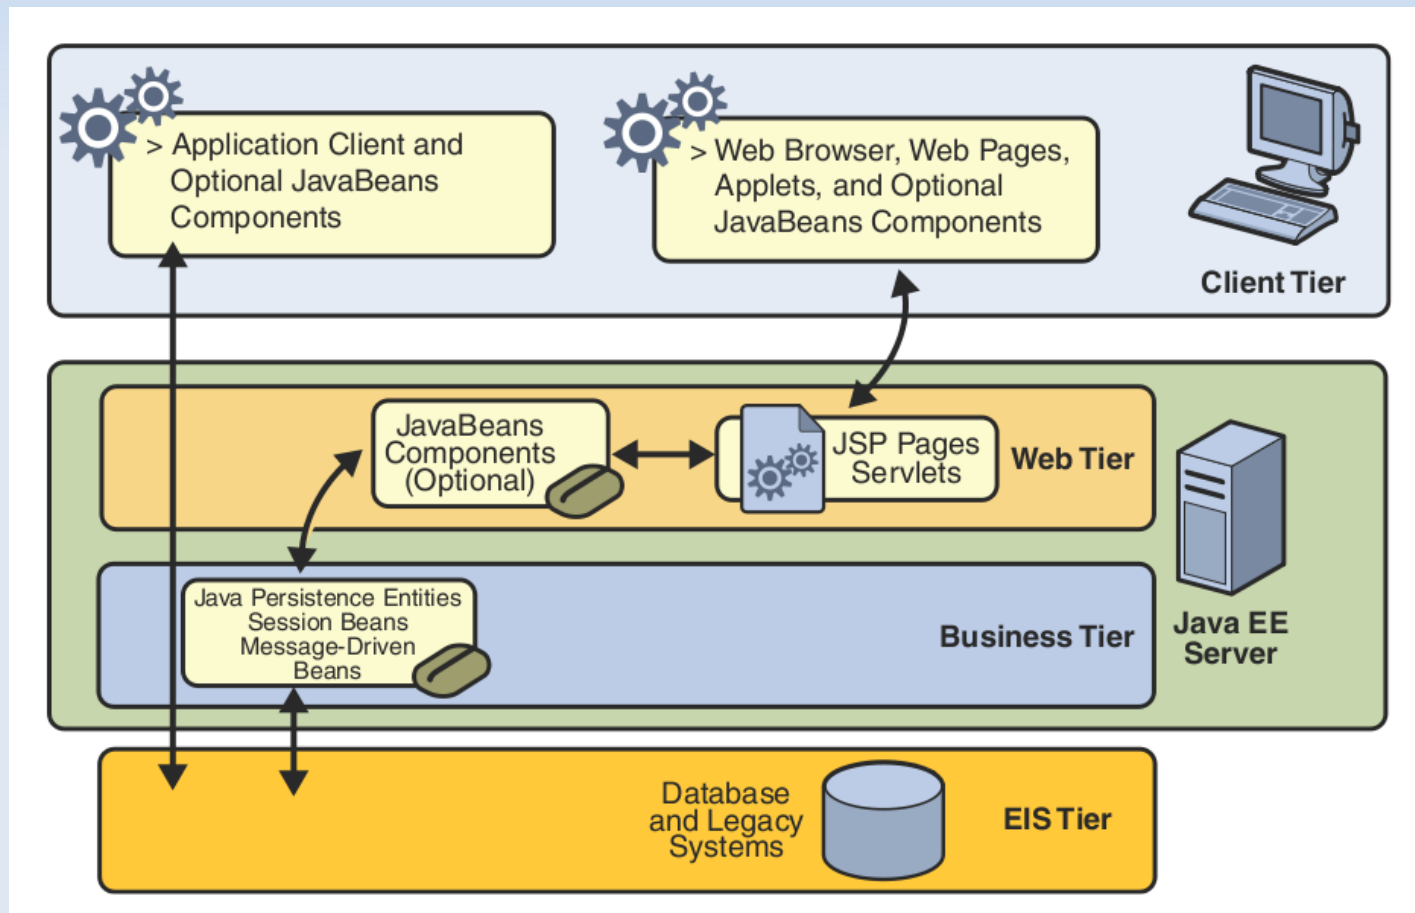 > Application Client and
Optional JavaBeans
Components
> Web Browser, Web Pages,
Applets, and Optional
JavaBeans Components
Client Tier
JavaBeans
Components
(Optional)
JSP Pages
Servlets
Web Tier
Java Persistence Entities
Session Beans
Message-Driven
Beans
Business Tier
Java EE
Server
Database
and Legacy
Systems
EIS Tier